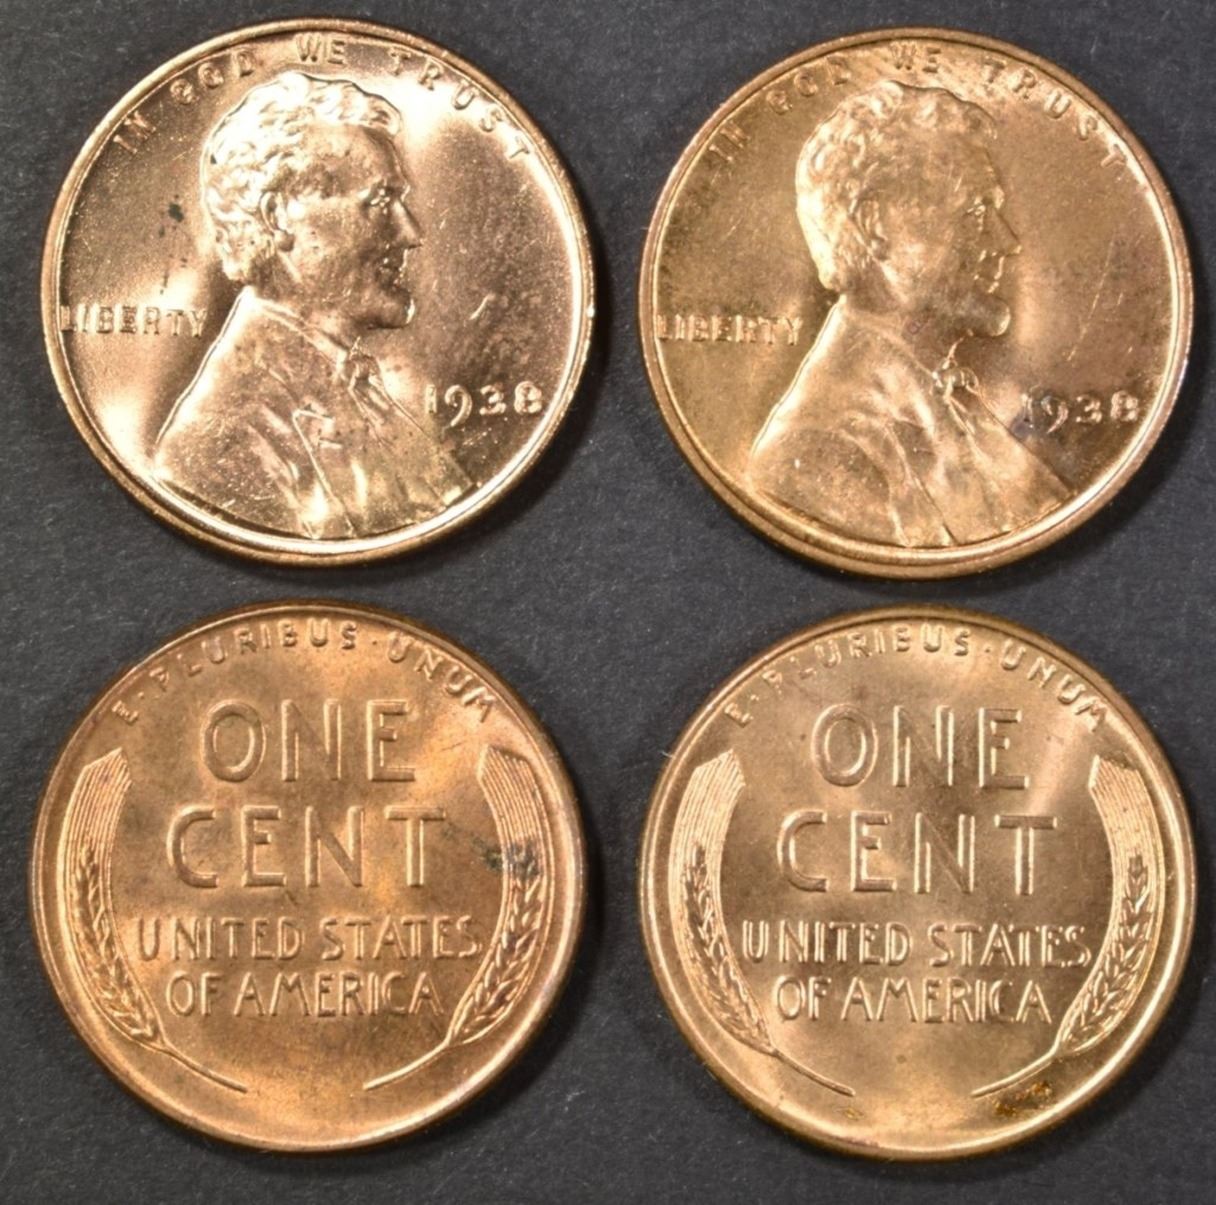 IN GOD WE TRUST
LIBERTY
1938
IN GOD WE TRUST
LIBERTY
1938
E·PLURIBUS·UNUM
ONE
CENT
UNITED STATES
OF AMERICA
E·PLURIBUS·UNUM
ONE
CENT
UNITED STATES
OF AMERICA